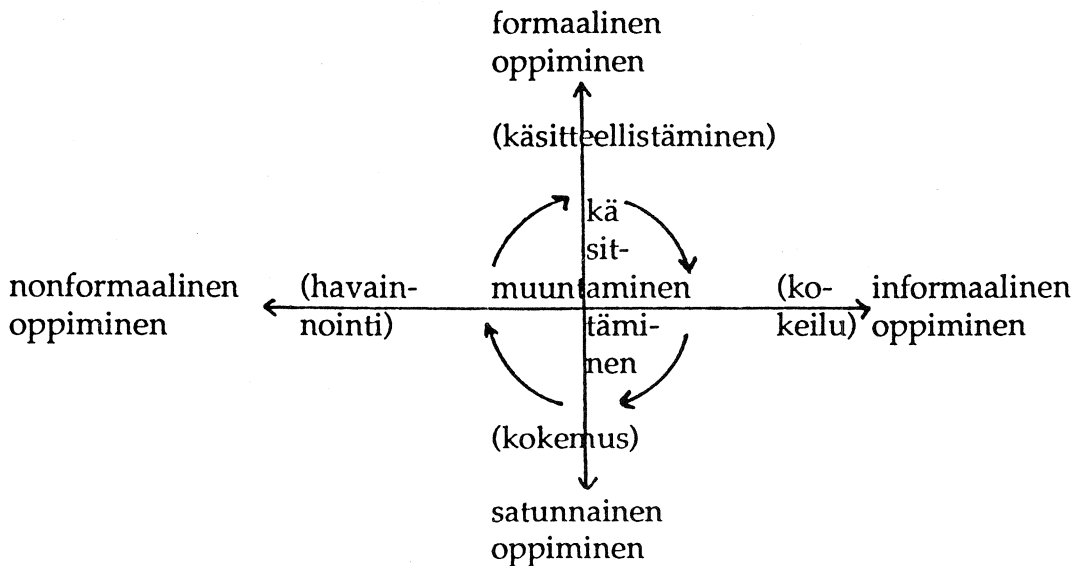 formaalinen
oppiminen
(käsitteellistäminen)
kä
sit-
nonformaalinen (havain- muuntaminen (ko- informaalinen
oppiminen nointi) tämi- keilu) oppiminen
nen
(kokemus)
satunnainen
oppiminen